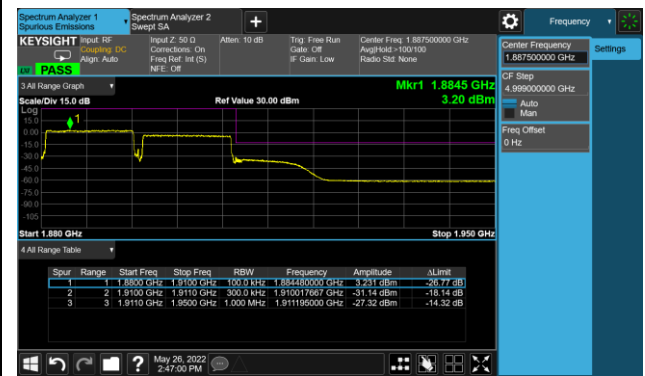 Spectrum Analyzer 1
Spurious Emissions
Spectrum Analyzer 2
Swept SA
+
Frequency
KEYSIGHT
Input: RF
Coupling: DC
Align: Auto
Input Z: 50 Ω
Corrections: On
Freq Ref: Int (S)
NFE: Off
Atten: 10 dB
Trig: Free Run
Gate: Off
IF Gain: Low
Center Freq: 1.887500000 GHz
Avg|Hold:>100/100
Radio Std: None
PASS
Center Frequency
1.887500000 GHz
Settings
CF Step
4.999000000 GHz
Auto
Man
Freq Offset
0 Hz
3 All Range Graph
Mkr1 1.8845 GHz
Scale/Div 15.0 dB
Ref Value 30.00 dBm
3.20 dBm
Log
15.0
0.00
-15.0
-30.0
-45.0
-60.0
-75.0
-90.0
-105
1
Start 1.880 GHz
Stop 1.950 GHz
4 All Range Table
Spur Range Start Freq Stop Freq RBW Frequency Amplitude ΔLimit
1 1 1.8800 GHz 1.9100 GHz 100.0 kHz 1.884480000 GHz 3.231 dBm -26.77 dB
2 2 1.9100 GHz 1.9110 GHz 300.0 kHz 1.910017667 GHz -31.14 dBm -18.14 dB
3 3 1.9110 GHz 1.9500 GHz 1.000 MHz 1.911195000 GHz -27.32 dBm -14.32 dB
? May 26, 2022
2:47:00 PM